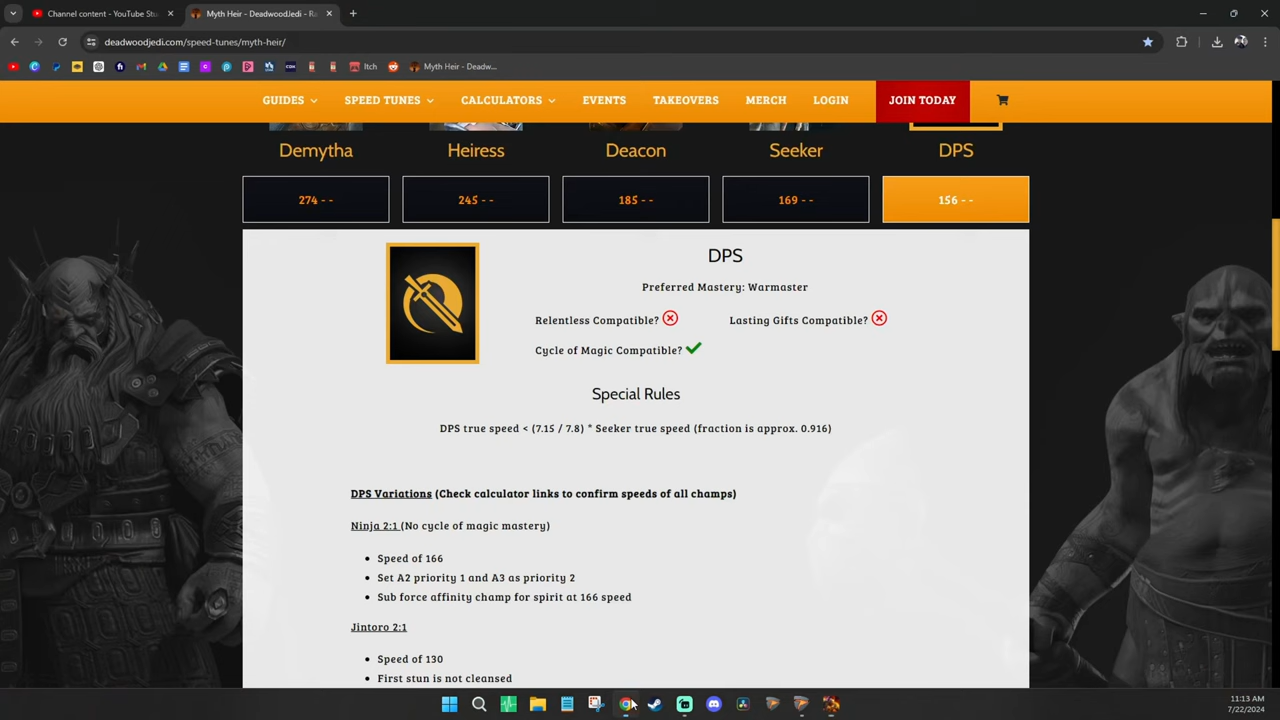 Channel content - YouTube Stu
Myth Heir - DeadwoodJedi - Ra
deadwoodjedi.com/speed-tunes/myth-heir/
Itch
Myth Heir - Deadw...
GUIDES
SPEED TUNES
CALCULATORS
EVENTS
TAKEOVERS
MERCH
LOGIN
JOIN TODAY
Demytha
Heiress
Deacon
Seeker
DPS
274 - -
245 - -
185 - -
169 - -
156 - -
DPS
Preferred Mastery: Warmaster
Relentless Compatible?
Lasting Gifts Compatible?
Cycle of Magic Compatible?
Special Rules
DPS true speed < (7.15 / 7.8) * Seeker true speed (fraction is approx. 0.916)
DPS Variations (Check calculator links to confirm speeds of all champs)
Ninja 2:1 (No cycle of magic mastery)
Speed of 166
Set A2 priority 1 and A3 as priority 2
Sub force affinity champ for spirit at 166 speed
Jintoro 2:1
Speed of 130
First stun is not cleansed
11:13 AM
7/22/2024